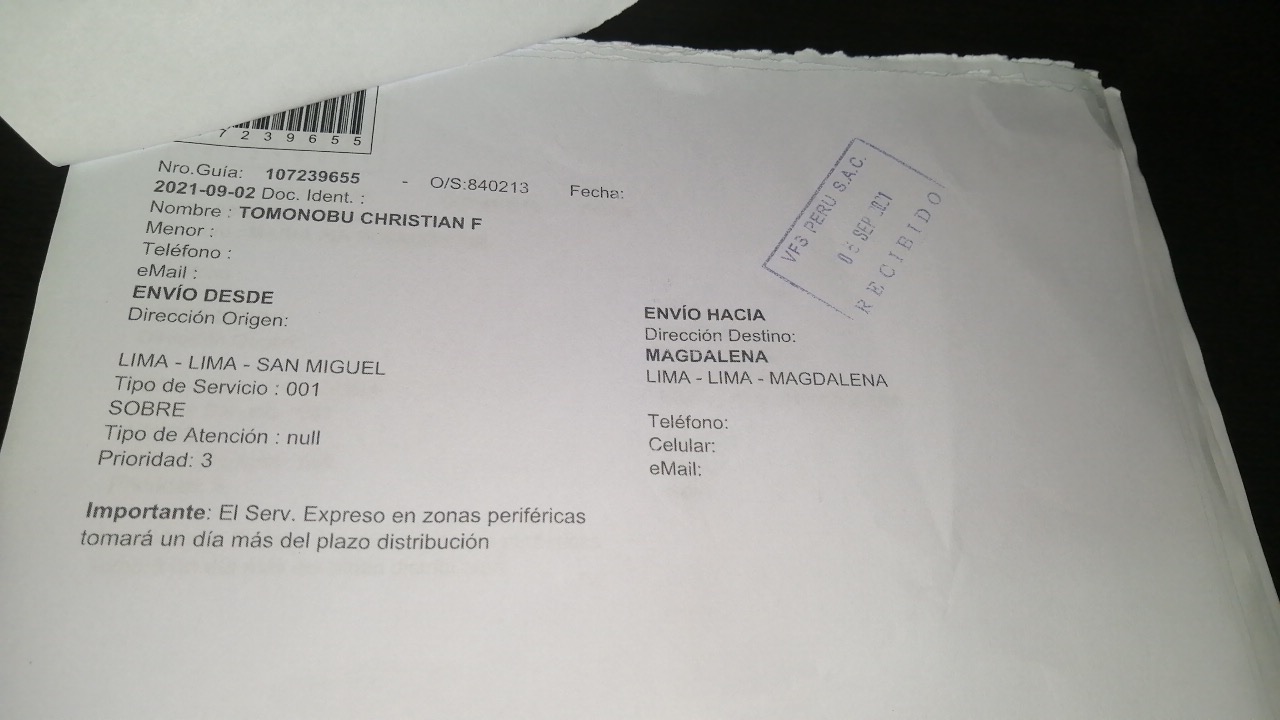 7 2 3 9 6 5 5
Nro.Guía: 107239655 - O/S:840213 Fecha:
2021-09-02 Doc. Ident. :
Nombre : TOMONOBU CHRISTIAN F
Menor :
Teléfono :
eMail :
ENVÍO DESDE
Dirección Origen:
LIMA - LIMA - SAN MIGUEL
Tipo de Servicio : 001
SOBRE
Tipo de Atención : null
Prioridad: 3
Importante: El Serv. Expreso en zonas periféricas
tomará un día más del plazo distribución
ENVÍO HACIA
Dirección Destino:
MAGDALENA
LIMA - LIMA - MAGDALENA
Teléfono:
Celular:
eMail:
VFS PERU S.A.C.
SEP 2021
RECIBIDO